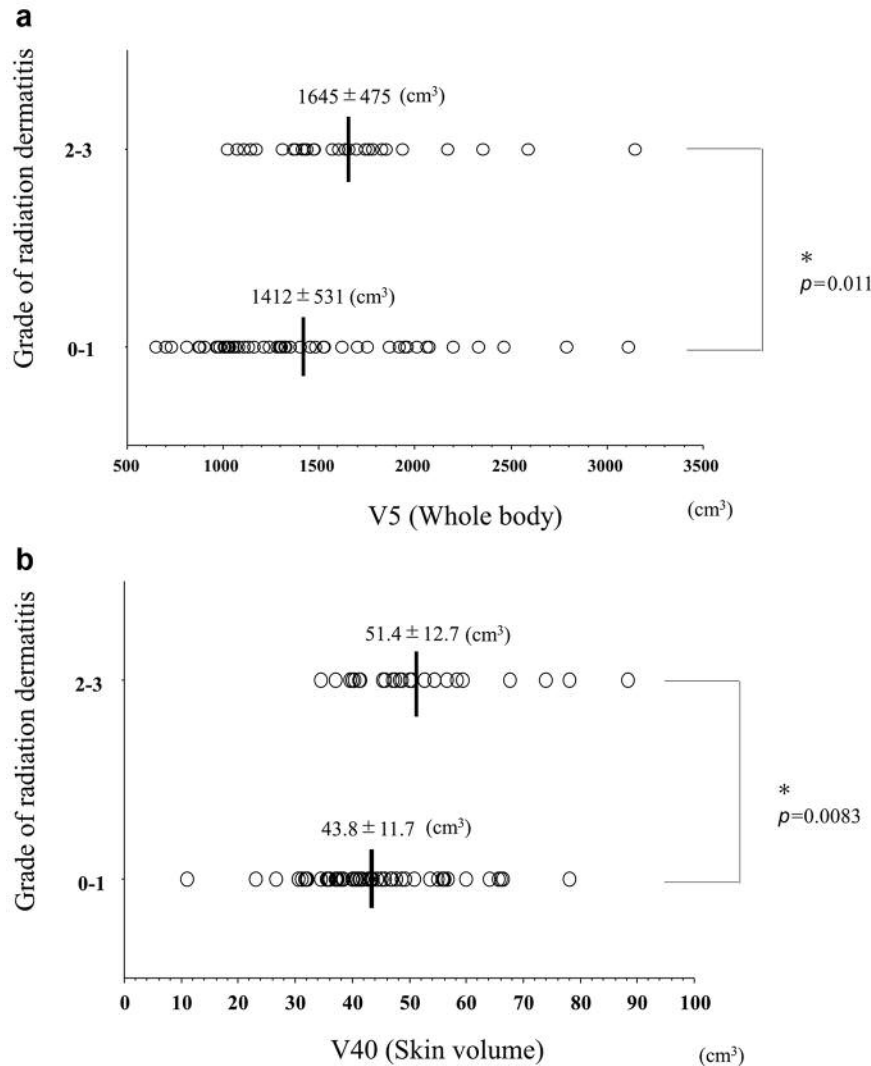 a
Grade of radiation dermatitis
1645 ± 475 (cm³)
2-3
1412 ± 531 (cm³)
0-1
*
p=0.011
500 1000 1500 2000 2500 3000 3500
V5 (Whole body)
(cm³)
b
Grade of radiation dermatitis
51.4 ± 12.7 (cm³)
2-3
43.8 ± 11.7 (cm³)
0-1
*
p=0.0083
0 10 20 30 40 50 60 70 80 90 100
V40 (Skin volume)
(cm³)